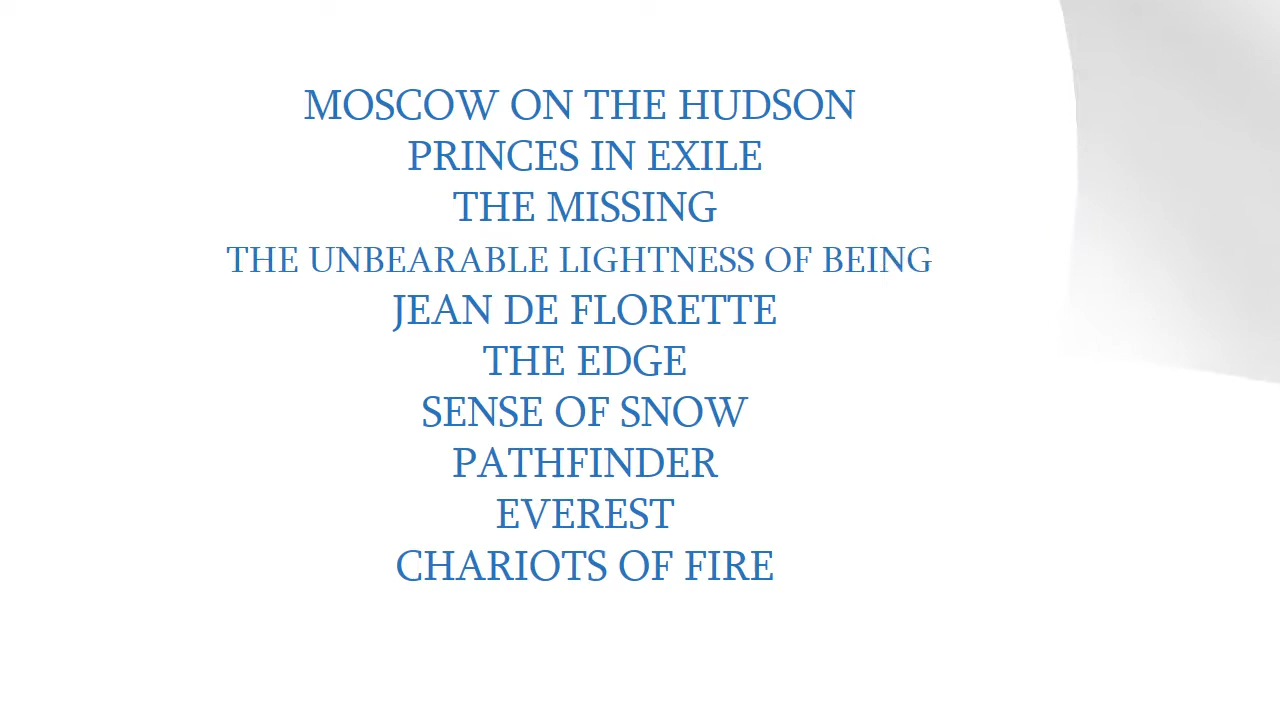 MOSCOW ON THE HUDSON
PRINCES IN EXILE
THE MISSING
THE UNBEARABLE LIGHTNESS OF BEING
JEAN DE FLORETTE
THE EDGE
SENSE OF SNOW
PATHFINDER
EVEREST
CHARIOTS OF FIRE